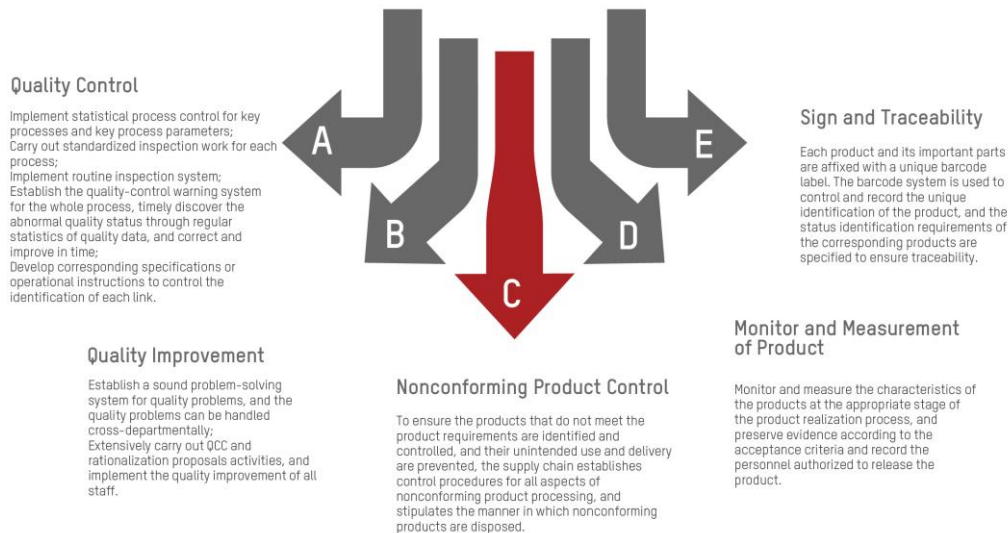 Quality Control
Implement statistical process control for key
processes and key process parameters;
Carry out standardized inspection work for each
process;
Implement routine inspection system;
Establish the quality-control warning system
for the whole process, timely discover the
abnormal quality status through regular
statistics of quality data, and correct and
improve in time;
Develop corresponding specifications or
operational instructions to control the
identification of each link.
A
B
C
D
E
Sign and Traceability
Each product and its important parts
are affixed with a unique barcode
label. The barcode system is used to
control and record the unique
identification of the product, and the
status identification requirements of
the corresponding products are
specified to ensure traceability.
Quality Improvement
Establish a sound problem-solving
system for quality problems, and the
quality problems can be handled
cross-departmentally;
Extensively carry out QCC and
rationalization proposals activities, and
implement the quality improvement of all
staff.
Nonconforming Product Control
To ensure the products that do not meet the
product requirements are identified and
controlled, and their unintended use and delivery
are prevented, the supply chain establishes
control procedures for all aspects of
nonconforming product processing, and
stipulates the manner in which nonconforming
products are disposed.
Monitor and Measurement
of Product
Monitor and measure the characteristics of
the products at the appropriate stage of
the product realization process, and
preserve evidence according to the
acceptance criteria and record the
personnel authorized to release the
product.